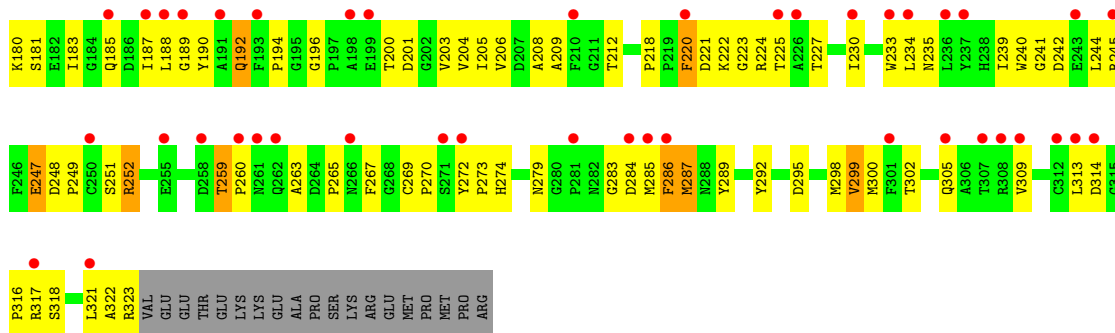 K180 S181 E182 I183 G184 Q185 D186 I187 L188 G189 Y190 A191 Q192 F193 P194 G195 G196 P197 A198 E199 T200 D201 G202 V203 V204 I205 V206 D207 A208 A209 F210 G211 T212 P218 P219 F220 D221 K222 G223 R224 T225 A226 T227 I230 W233 L234 N235 L236 Y237 H238 I239 W240 G241 D242 E243 L244 R245
F246 E247 D248 P249 C250 S251 R252 E255 D258 T259 P260 N261 Q262 A263 D264 P265 N266 F267 G268 C269 P270 S271 Y272 P273 H274 N279 G280 P281 N282 G283 D284 M285 F286 M287 N288 Y289 Y292 D295 M298 V299 M300 F301 T302 Q305 A306 T307 R308 V309 C312 L313 D314 G315
P316 R317 S318 L321 A322 R323 VAL GLU GLU THR GLU LYS LYS GLU ALA PRO SER LYS ARG GLU MET PRO MET PRO ARG